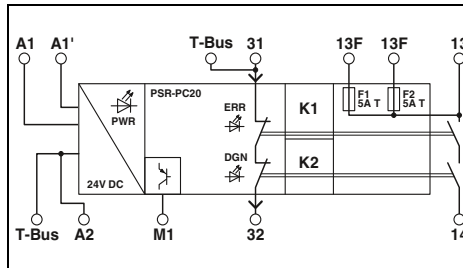 A1 A1' T-Bus 31 13F 13F 13
PSR-PC20
F1 5A T
F2 5A T
PWR
ERR
K1
DGN
K2
24V DC
T-Bus A2 M1 32 14